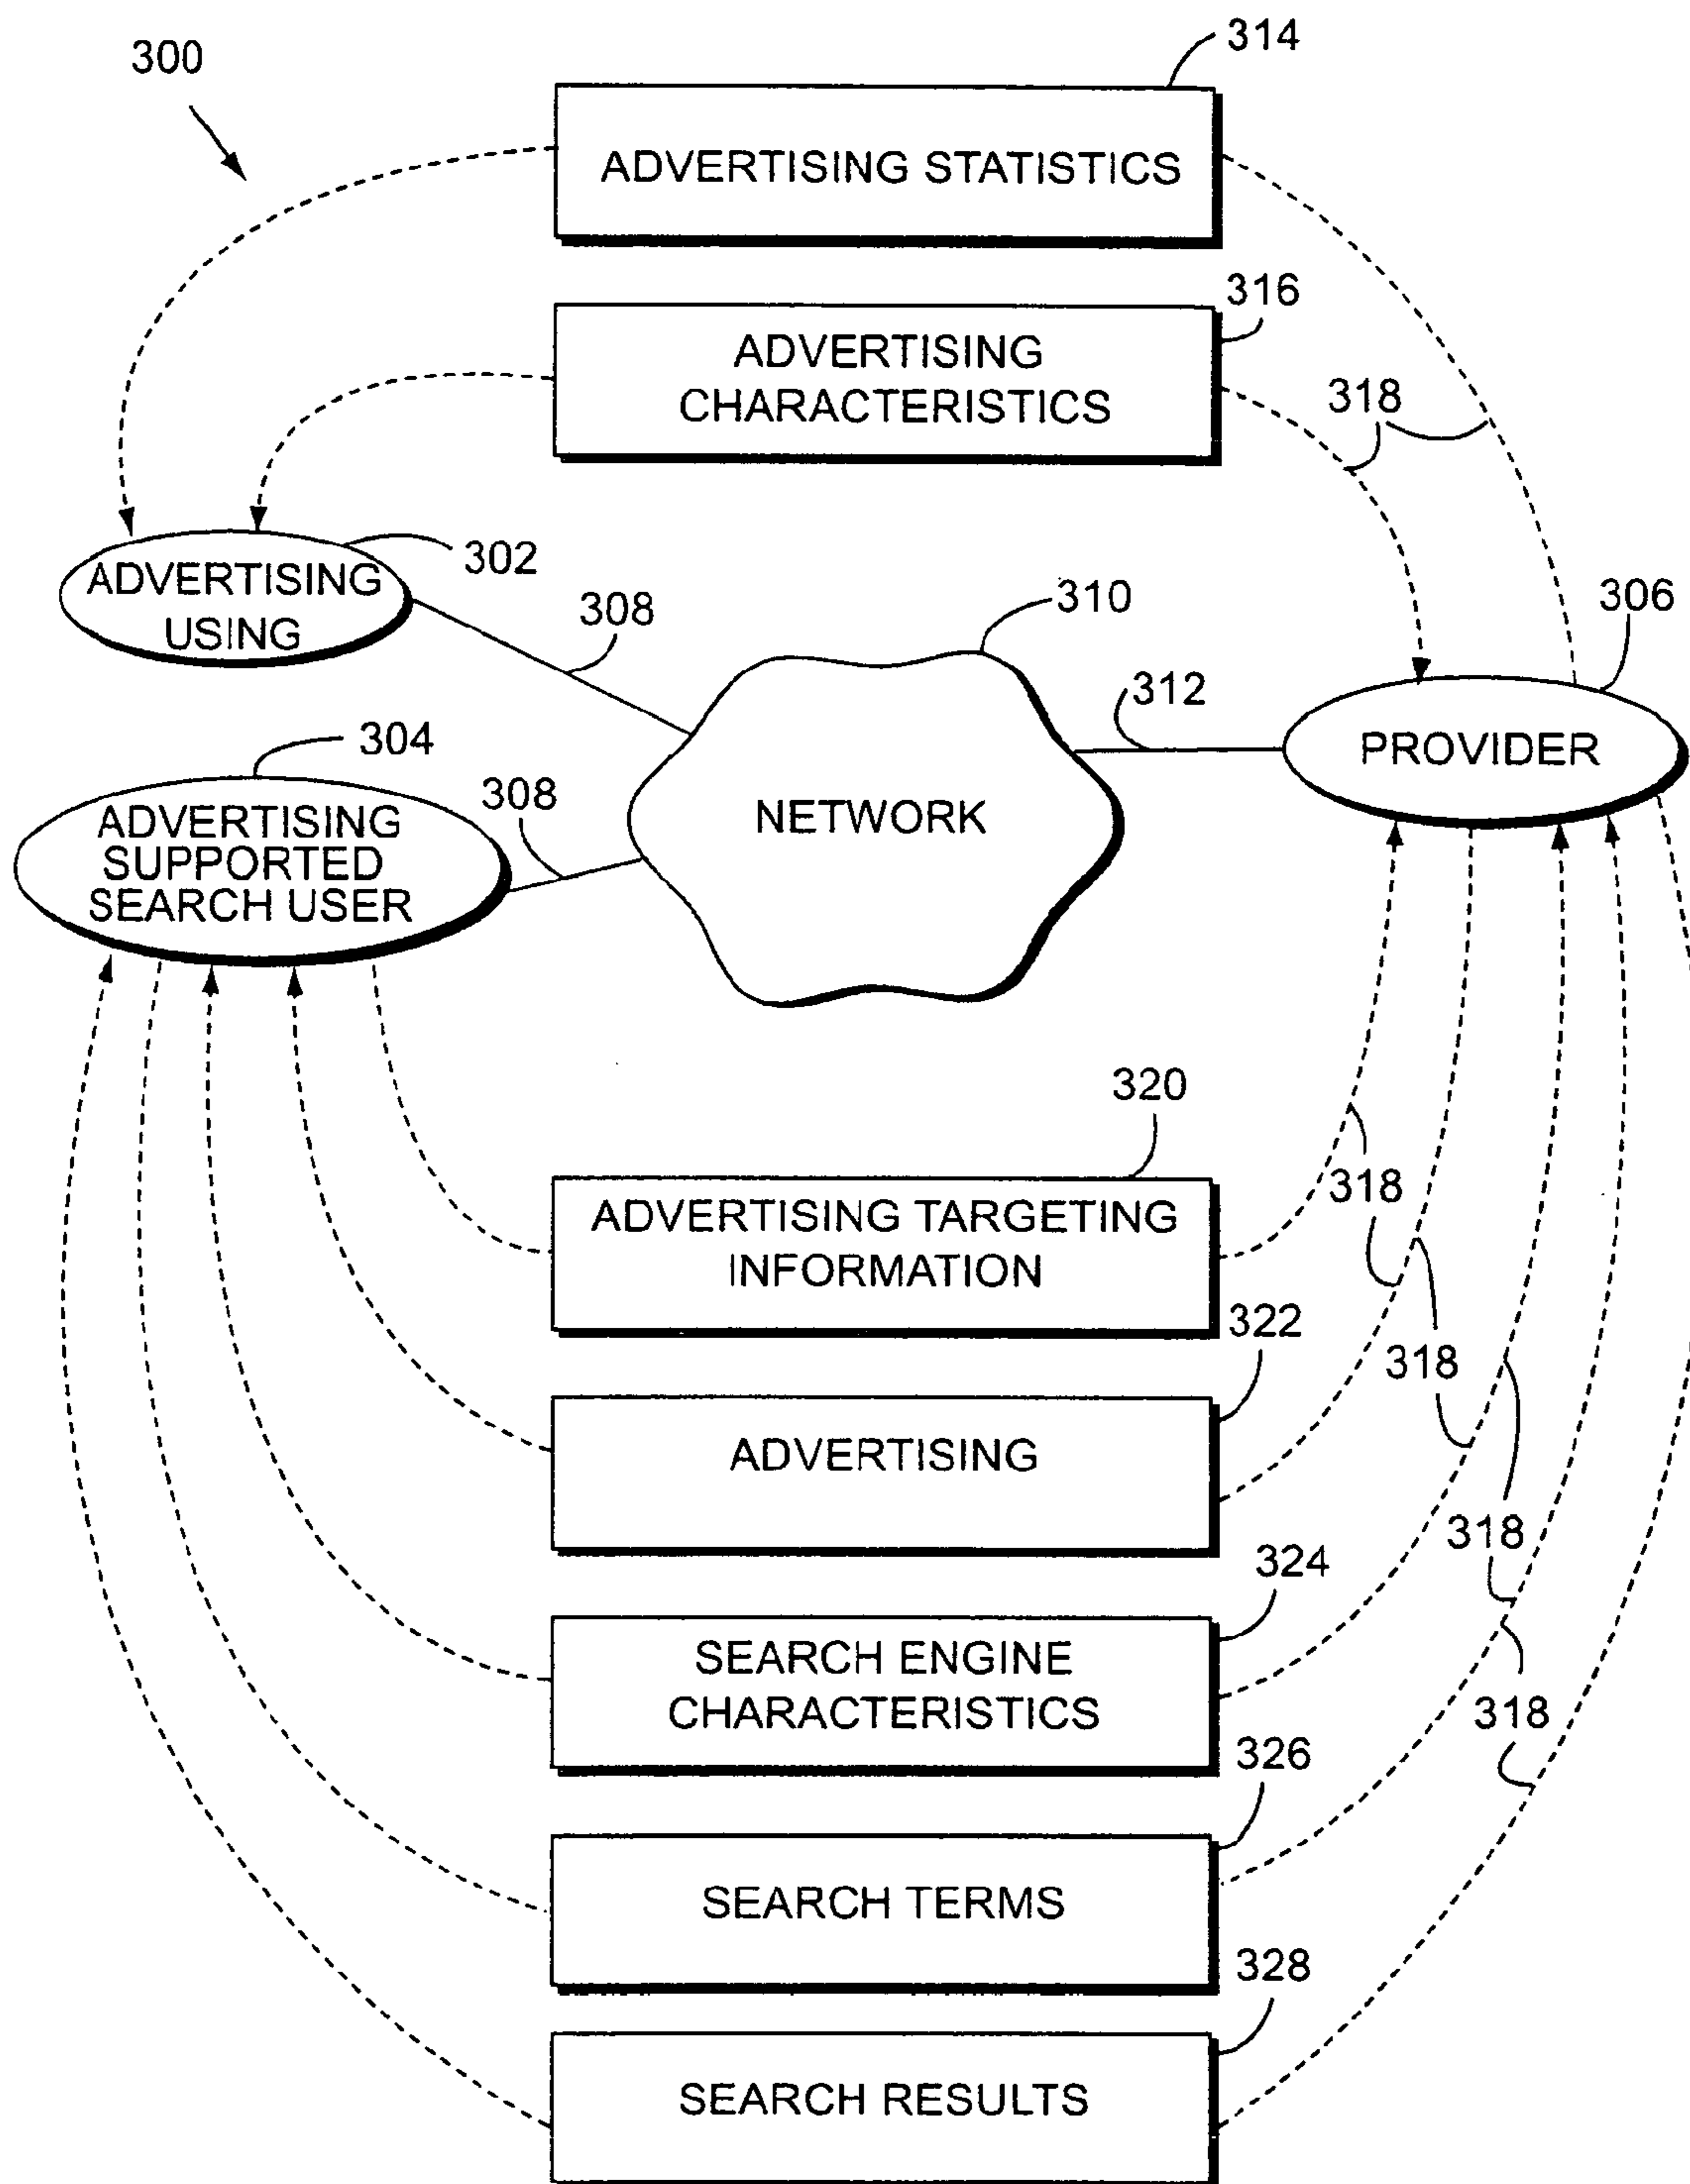 300
314
ADVERTISING STATISTICS
316
ADVERTISING
CHARACTERISTICS
318
302
ADVERTISING
USING
308
310
306
312
PROVIDER
304
308
NETWORK
ADVERTISING
SUPPORTED
SEARCH USER
320
318
ADVERTISING TARGETING
INFORMATION
322
318
ADVERTISING
318
324
SEARCH ENGINE
CHARACTERISTICS
318
326
SEARCH TERMS
328
SEARCH RESULTS